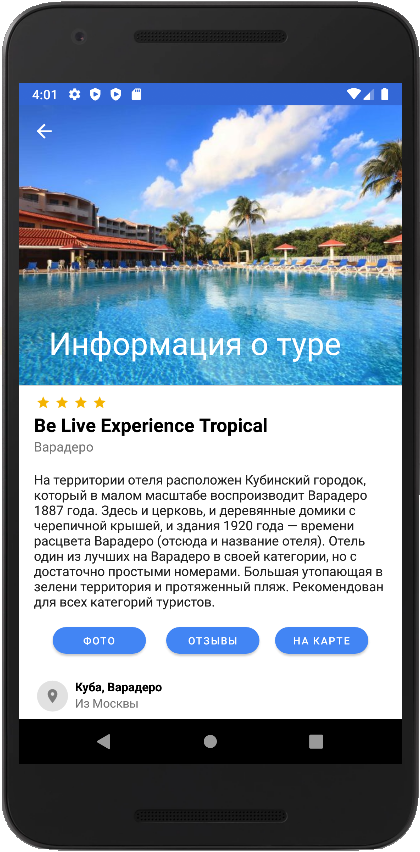 4:01
Информация о туре
Be Live Experience Tropical
Варадеро
На территории отеля расположен Кубинский городок,
который в малом масштабе воспроизводит Варадеро
1887 года. Здесь и церковь, и деревянные домики с
черепичной крышей, и здания 1920 года — времени
расцвета Варадеро (отсюда и название отеля). Отель
один из лучших на Варадеро в своей категории, но с
достаточно простыми номерами. Большая утопающая в
зелени территория и протяженный пляж. Рекомендован
для всех категорий туристов.
ФОТО ОТЗЫВЫ НА КАРТЕ
Куба, Варадеро
Из Москвы